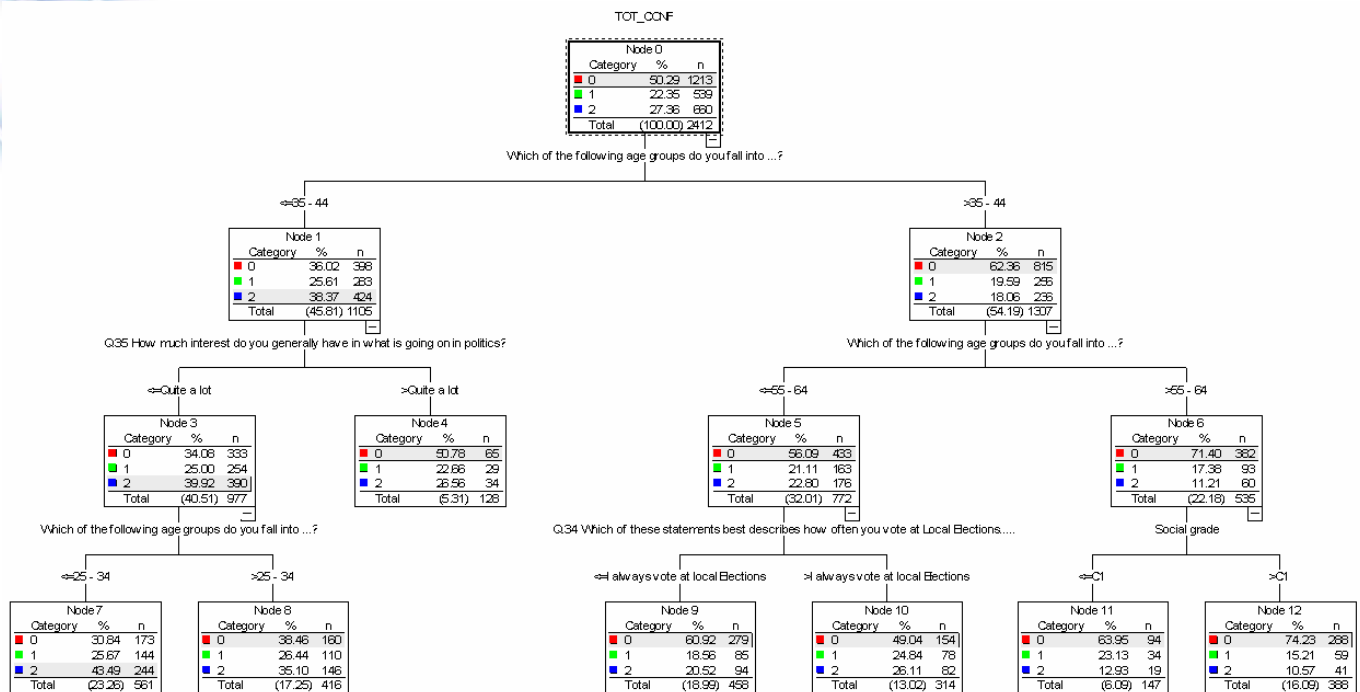 TOT_CONF
Node 0
Category % n
0 50.29 1213
1 22.35 539
2 27.36 660
Total (100.00) 2412
Which of the following age groups do you fall into ...?
<=35 - 44
>35 - 44
Node 1
Category % n
0 36.02 398
1 25.61 283
2 38.37 424
Total (45.81) 1105
Node 2
Category % n
0 62.36 815
1 19.59 256
2 18.06 236
Total (54.19) 1307
Q35 How much interest do you generally have in what is going on in politics?
Which of the following age groups do you fall into ...?
<=Quite a lot
>Quite a lot
<=55 - 64
>55 - 64
Node 3
Category % n
0 34.08 333
1 25.00 254
2 39.92 390
Total (40.51) 977
Node 4
Category % n
0 50.78 65
1 22.66 29
2 26.56 34
Total (5.31) 128
Node 5
Category % n
0 56.09 433
1 21.11 163
2 22.80 176
Total (32.01) 772
Node 6
Category % n
0 71.40 382
1 17.38 93
2 11.21 60
Total (22.18) 535
Which of the following age groups do you fall into ...?
Q34 Which of these statements best describes how often you vote at Local Elections.....
Social grade
<=25 - 34
>25 - 34
<=I always vote at local Elections
>I always vote at local Elections
<=C1
>C1
Node 7
Category % n
0 30.84 173
1 25.67 144
2 43.49 244
Total (23.26) 561
Node 8
Category % n
0 38.46 160
1 26.44 110
2 35.10 146
Total (17.25) 416
Node 9
Category % n
0 60.92 279
1 18.56 85
2 20.52 94
Total (18.99) 458
Node 10
Category % n
0 49.04 154
1 24.84 78
2 26.11 82
Total (13.02) 314
Node 11
Category % n
0 63.95 94
1 23.13 34
2 12.93 19
Total (6.09) 147
Node 12
Category % n
0 74.23 288
1 15.21 59
2 10.57 41
Total (16.09) 388